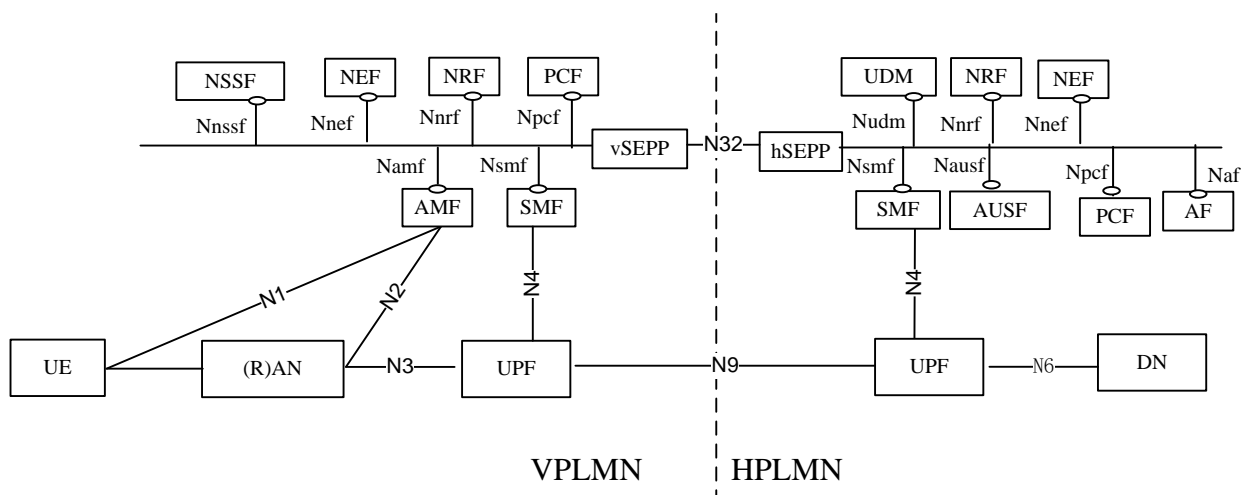 NSSF
NEF
NRF
PCF
UDM
NRF
NEF
Nnssf
Nnef
Nnrf
Npcf
Nudm
Nnrf
Nnef
vSEPP
N32
hSEPP
Namf
Nsmf
Nsmf
Nausf
Npcf
Naf
AMF
SMF
SMF
AUSF
PCF
AF
N1
N2
N4
N4
UE
(R)AN
N3
UPF
N9
UPF
N6
DN
VPLMN
HPLMN